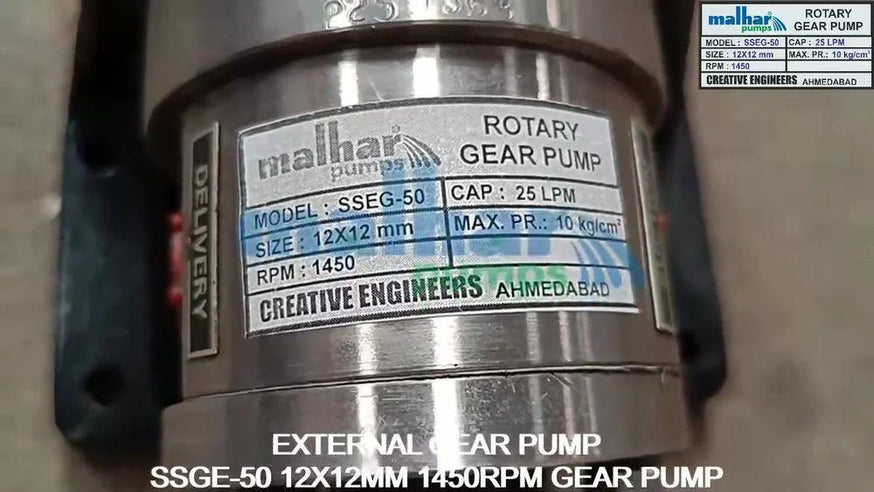 malhar pumps
ROTARY
GEAR PUMP
MODEL : SSEG-50
CAP : 25 LPM
SIZE : 12X12 mm
MAX. PR.: 10 kg/cm²
RPM : 1450
CREATIVE ENGINEERS AHMEDABAD
DELIVERY
malhar
pumps
ROTARY
GEAR PUMP
MODEL : SSEG-50
CAP : 25 LPM
SIZE : 12X12 mm
MAX. PR.: 10 kg/cm²
RPM : 1450
CREATIVE ENGINEERS AHMEDABAD
malhar
pumps
EXTERNAL GEAR PUMP
SSGE-50 12X12MM 1450RPM GEAR PUMP